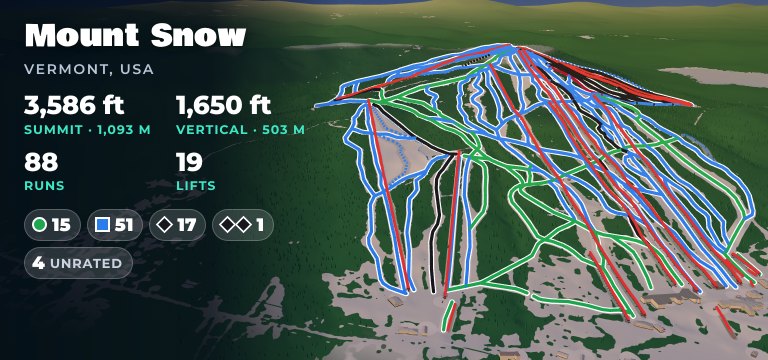 Mount Snow
VERMONT, USA
3,586 ft 1,650 ft
SUMMIT · 1,093 M VERTICAL · 503 M
88 19
RUNS LIFTS
15 51 17 1
4 UNRATED